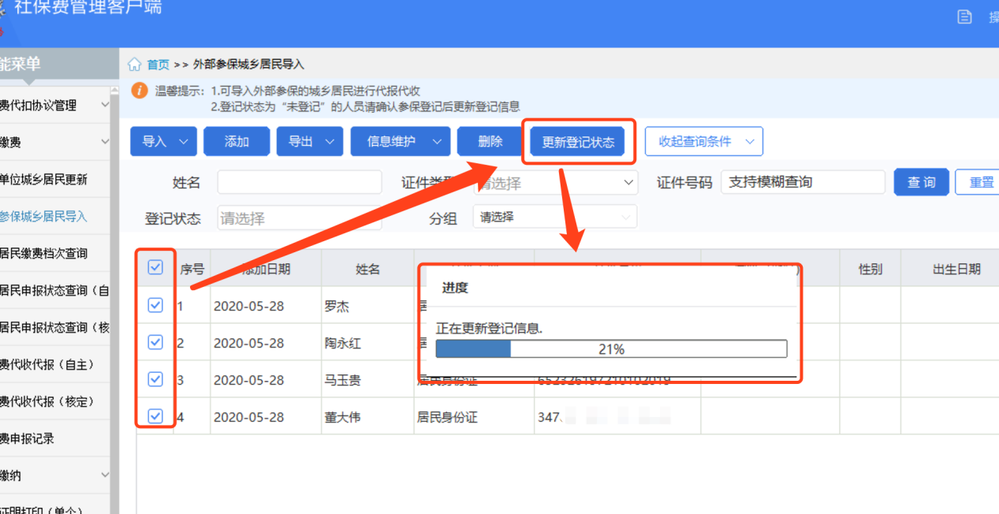 社保费管理客户端
操
能菜单
首页 >> 外部参保城乡居民导入
温馨提示: 1.可导入外部参保的城乡居民进行代报代收
2.登记状态为“未登记”的人员请确认参保登记后更新登记信息
费代扣协议管理
缴费
单位城乡居民更新
参保城乡居民导入
居民缴费档次查询
居民申报状态查询（自
居民申报状态查询（核
费代收代报（自主）
费代收代报（核定）
费申报记录
缴纳
证明打印（单个）
导入 添加 导出 信息维护 删除 更新登记状态 收起查询条件
姓名 证件类型 请选择 证件号码 支持模糊查询 查询 重置
登记状态 请选择 分组 请选择
序号 添加日期 姓名 性别 出生日期
1 2020-05-28 罗杰
2 2020-05-28 陶永红
3 2020-05-28 马玉贵 居民身份证
4 2020-05-28 董大伟 居民身份证 347.
进度
正在更新登记信息.
21%